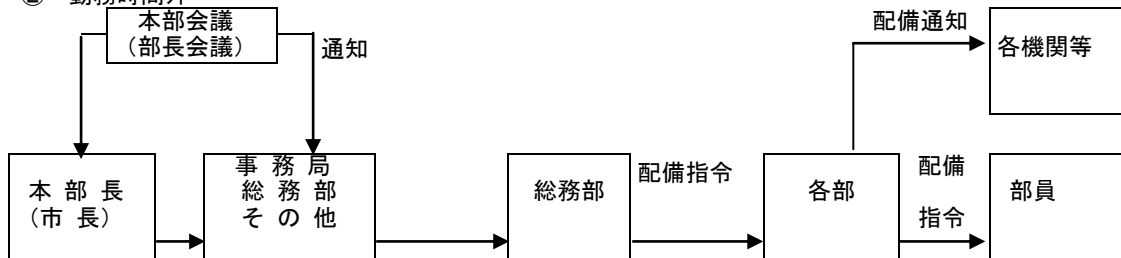 本部会議
（部長会議）
通知
配備通知
各機関等
本 部 長
（市 長）
事 務 局
総 務 部
そ の 他
総務部
配備指令
各部
配備
指令
部員